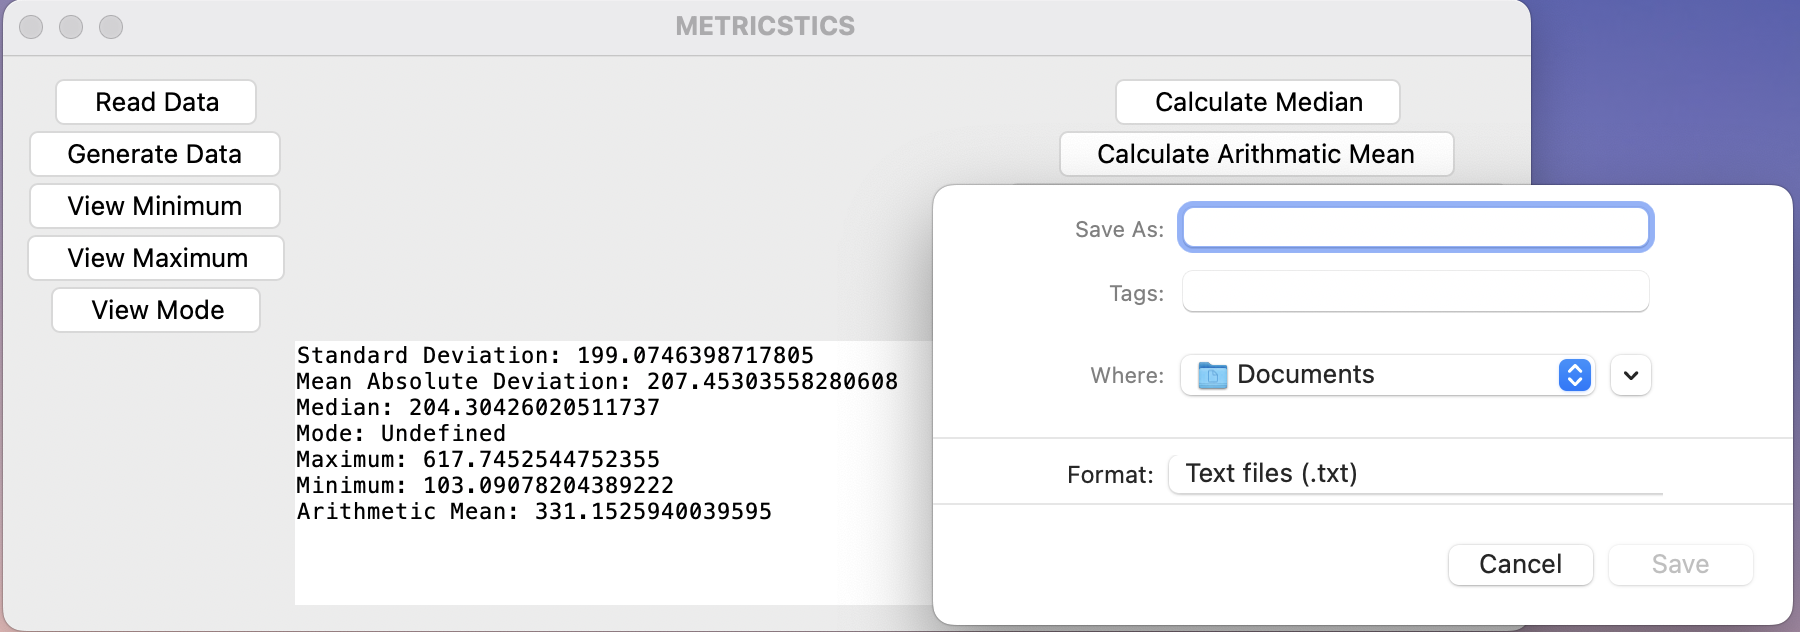 METRICSTICS
Read Data
Generate Data
View Minimum
View Maximum
View Mode
Calculate Median
Calculate Arithmatic Mean
Standard Deviation: 199.0746398717805
Mean Absolute Deviation: 207.45303558280608
Median: 204.30426020511737
Mode: Undefined
Maximum: 617.7452544752355
Minimum: 103.09078204389222
Arithmetic Mean: 331.1525940039595
Save As:
Tags:
Where: Documents
Format: Text files (.txt)
Cancel Save